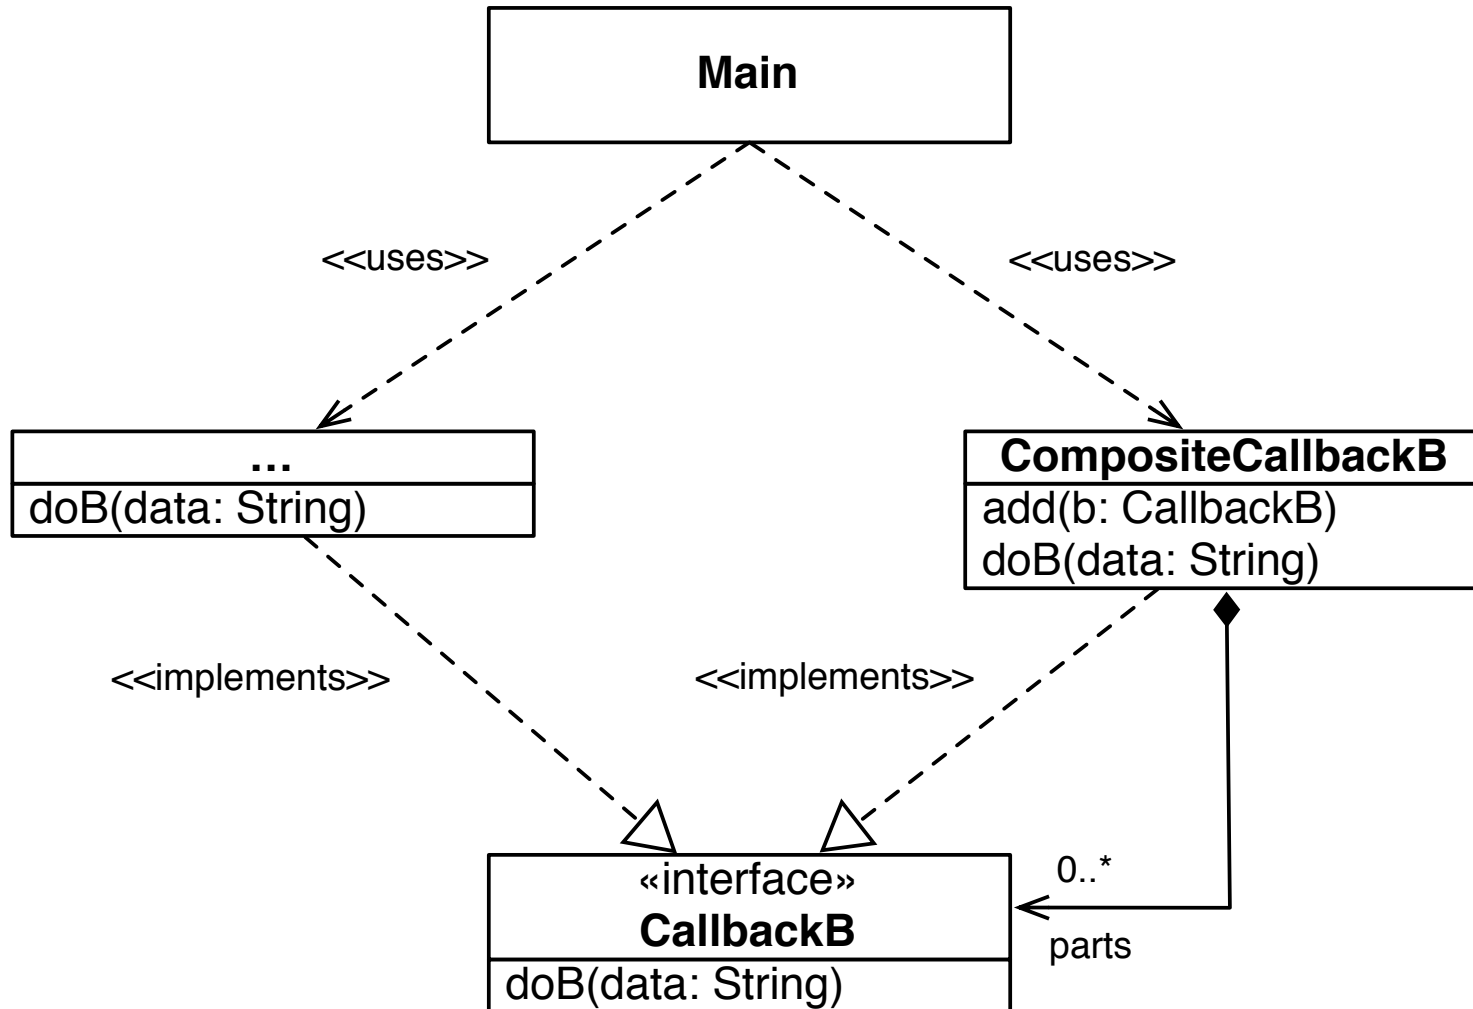 Main
<<uses>>
<<uses>>
...
doB(data: String)
CompositeCallbackB
add(b: CallbackB)
doB(data: String)
<<implements>>
<<implements>>
«interface»
CallbackB
doB(data: String)
0..*
parts